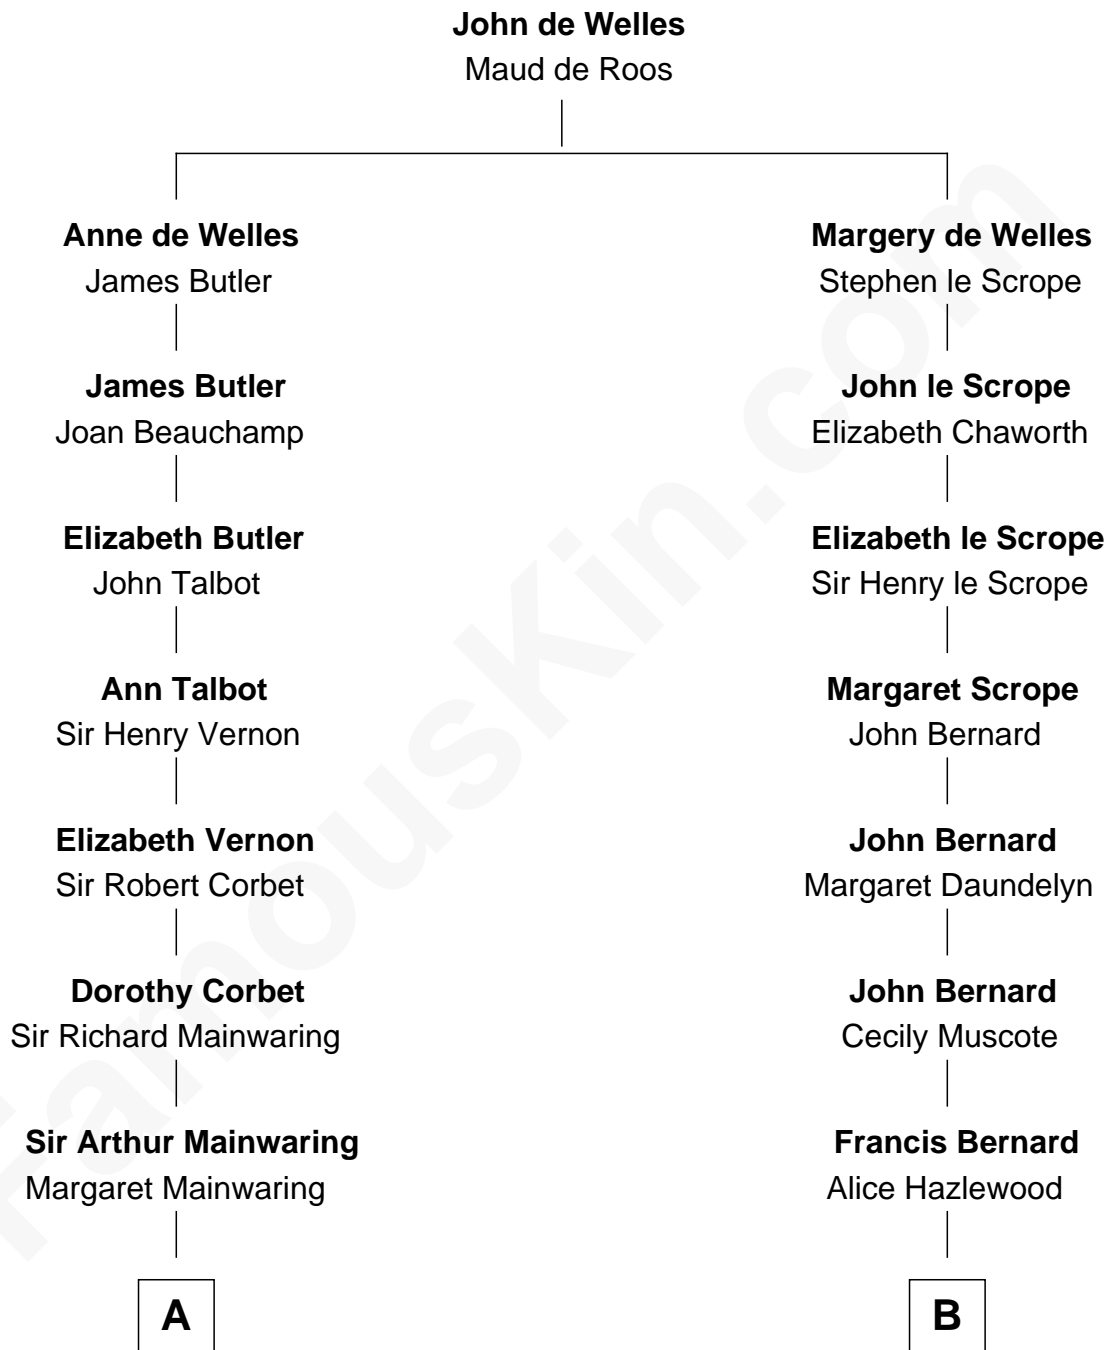 John de Welles
Maud de Roos
Anne de Welles
James Butler
Margery de Welles
Stephen le Scrope
James Butler
Joan Beauchamp
John le Scrope
Elizabeth Chaworth
Elizabeth Butler
John Talbot
Elizabeth le Scrope
Sir Henry le Scrope
Ann Talbot
Sir Henry Vernon
Margaret Scrope
John Bernard
Elizabeth Vernon
Sir Robert Corbet
John Bernard
Margaret Daundelyn
Dorothy Corbet
Sir Richard Mainwaring
John Bernard
Cecily Muscote
Sir Arthur Mainwaring
Margaret Mainwaring
Francis Bernard
Alice Hazlewood
A
B
FamousKin.com